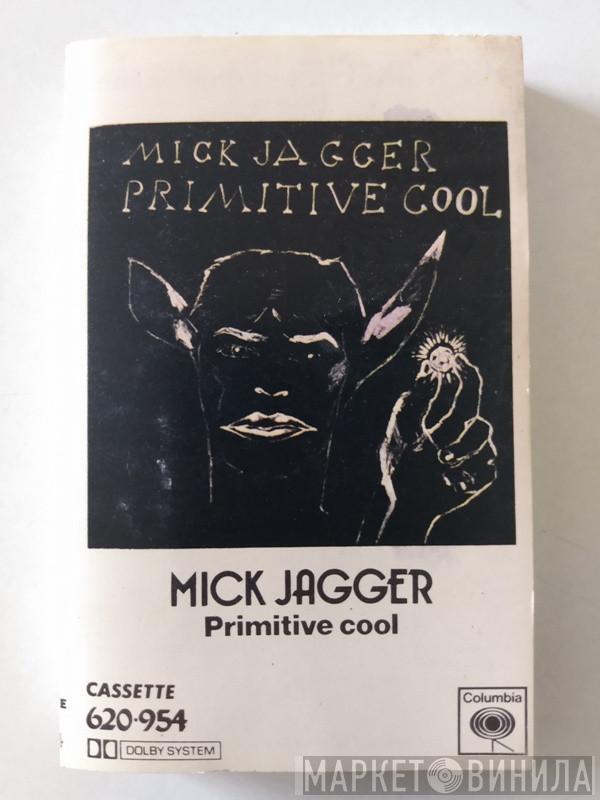 MICK JAGGER
PRIMITIVE COOL
MICK JAGGER
Primitive cool
CASSETTE
620·954
DOLBY SYSTEM
Columbia
МАРКЕТ ВИНИЛА